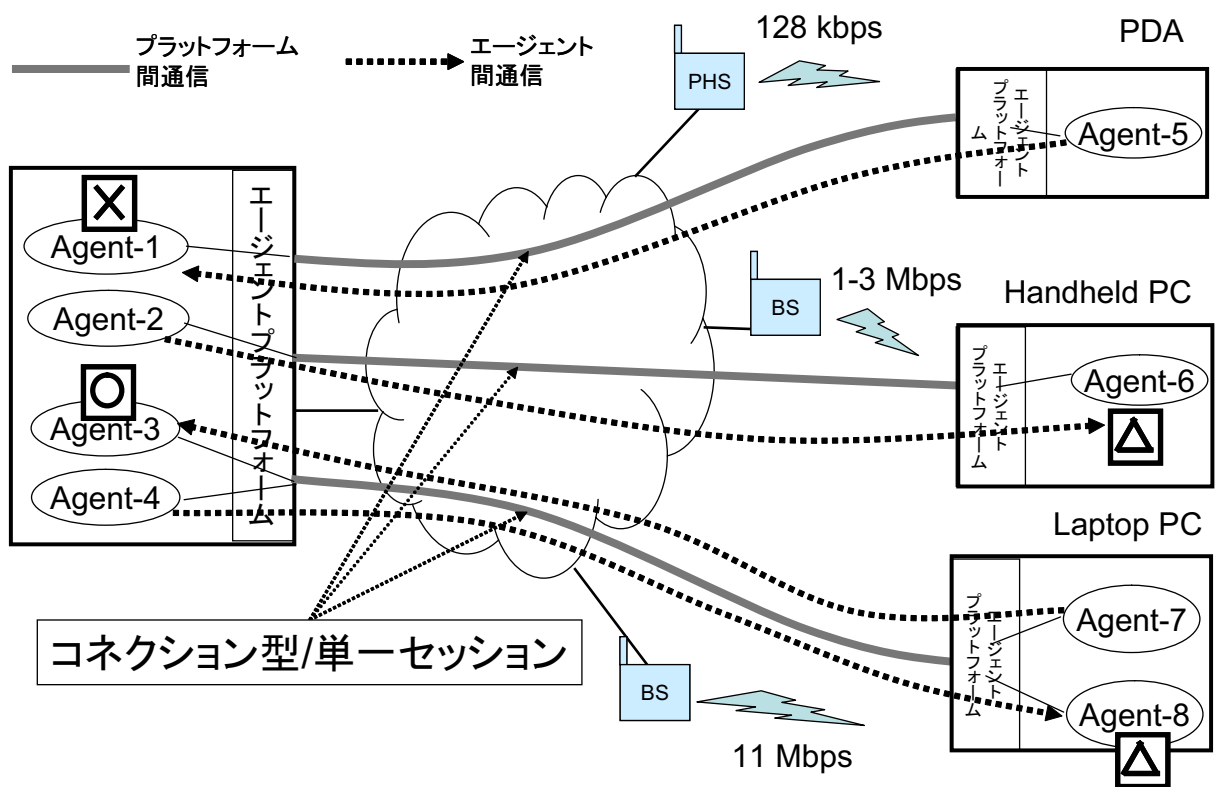 プラットフォーム
間通信
エージェント
間通信
128 kbps
PDA
PHS
エージェント
プラットフォー
ム
Agent-5
Agent-1
Agent-2
Agent-3
Agent-4
エージェントプラットフォーム
1-3 Mbps
BS
Handheld PC
エージェント
プラットフォーム
Agent-6
Laptop PC
エージェント
プラットフォーム
Agent-7
Agent-8
コネクション型/単一セッション
BS
11 Mbps